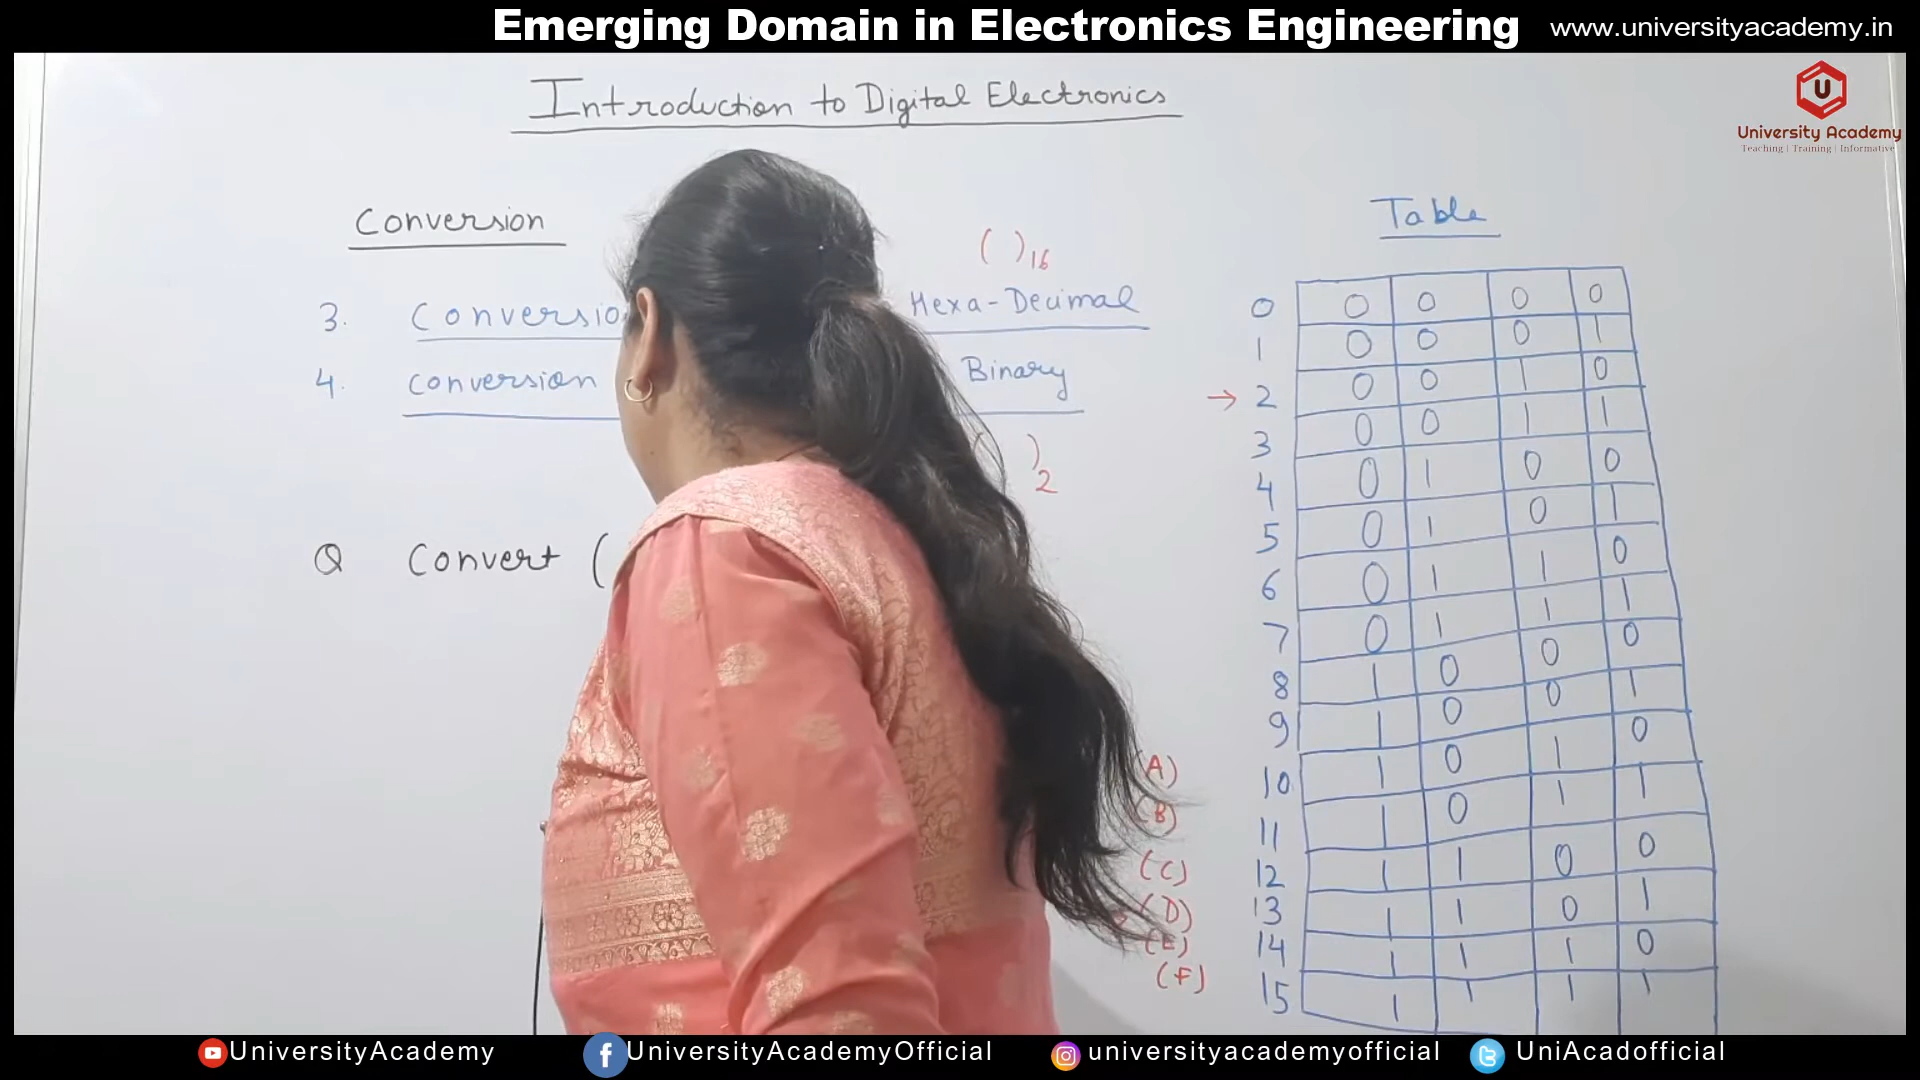 Emerging Domain in Electronics Engineering www.universityacademy.in
Introduction to Digital Electronics
U
University Academy
Teaching | Training | Informative
Conversion
( )16
3. Conversio Hexa-Decimal
4. Conversion Binary
( )2
Q Convert (
Table
0 0 0 0 0
1 0 0 0 1
→ 2 0 0 1 0
3 0 0 1 1
4 0 1 0 0
5 0 1 0 1
6 0 1 1 0
7 0 1 1 1
8 1 0 0 0
9 1 0 0 1
(A) 10 1 0 1 0
(B) 11 1 0 1 1
(C) 12 1 1 0 0
(D) 13 1 1 0 1
(E) 14 1 1 1 0
(F) 15 1 1 1 1
UniversityAcademy UniversityAcademyOfficial universityacademyofficial UniAcadofficial